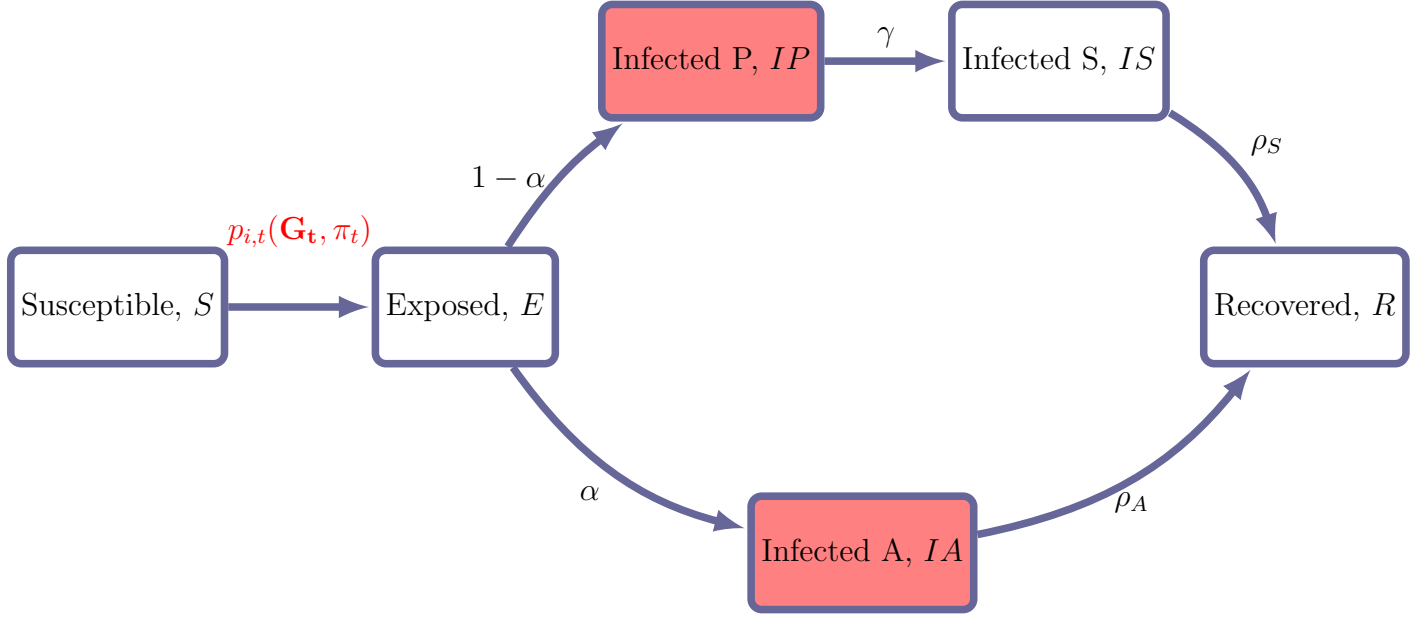 Infected P, IP
γ
Infected S, IS
1 − α
ρ_S
p_{i,t}(G_t, π_t)
Susceptible, S
Exposed, E
Recovered, R
α
ρ_A
Infected A, IA